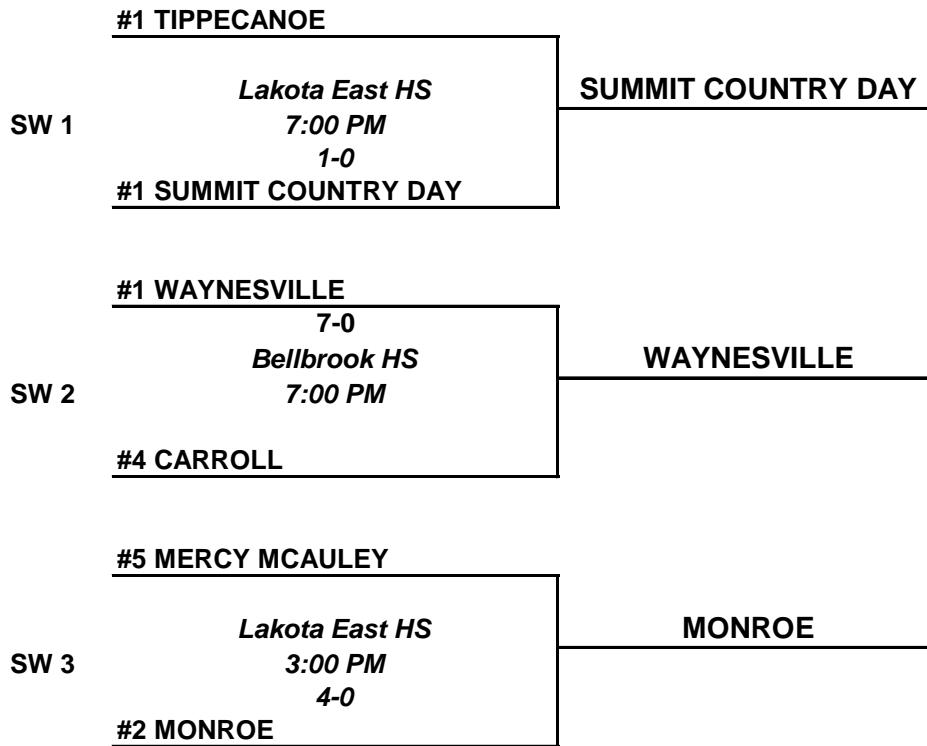 #1 TIPPECANOE
Lakota East HS
SUMMIT COUNTRY DAY
SW 1
7:00 PM
1-0
#1 SUMMIT COUNTRY DAY
#1 WAYNESVILLE
7-0
Bellbrook HS
WAYNESVILLE
SW 2
7:00 PM
#4 CARROLL
#5 MERCY MCAULEY
Lakota East HS
MONROE
SW 3
3:00 PM
4-0
#2 MONROE